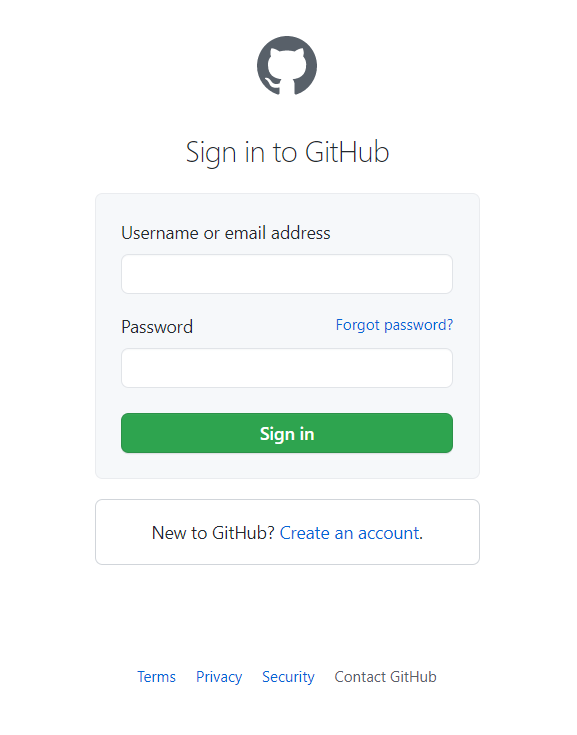 Sign in to GitHub
Username or email address
Password Forgot password?
Sign in
New to GitHub? Create an account.
Terms Privacy Security Contact GitHub